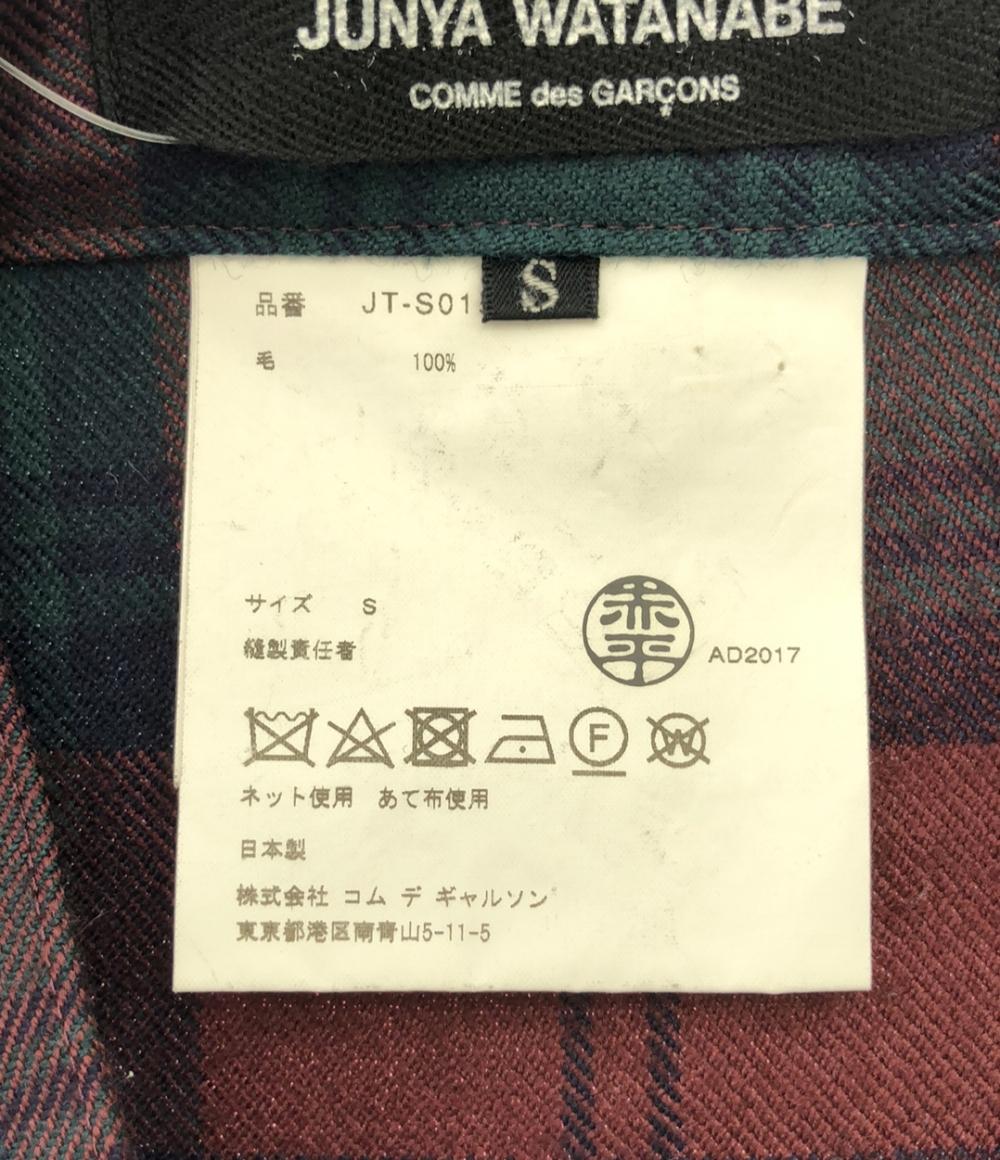 JUNYA WATANABE
COMME des GARÇONS
S
品番 JT-S01
毛 100%
サイズ S
縫製責任者
赤平
AD2017
F
W
ネット使用 あて布使用
日本製
株式会社 コム デ ギャルソン
東京都港区南青山5-11-5